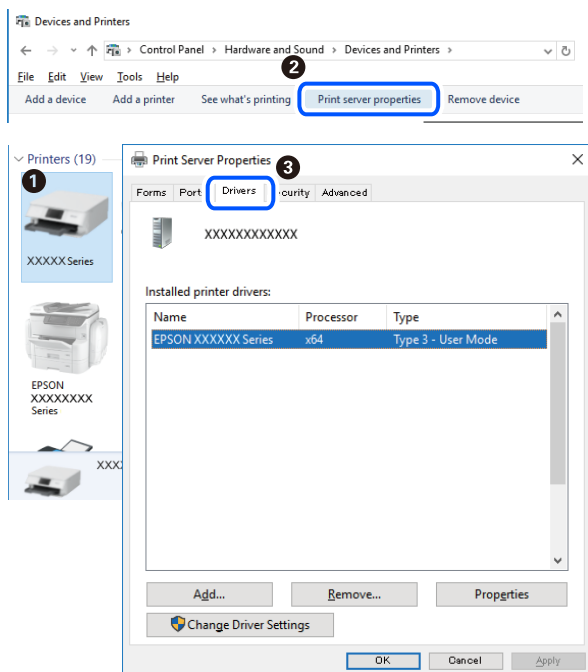 Devices and Printers
Control Panel > Hardware and Sound > Devices and Printers >
2
File Edit View Tools Help
Add a device Add a printer See what's printing Print server properties Remove device
Printers (19)
1
XXXXX Series
EPSON
XXXXXXXX
Series
Print Server Properties
3
Forms Drivers Advanced
XXXXXXXXXXXX
Installed printer drivers:
Name Processor Type
EPSON XXXXXX Series x64 Type 3 - User Mode
Add... Remove... Properties
Change Driver Settings
OK Cancel Apply